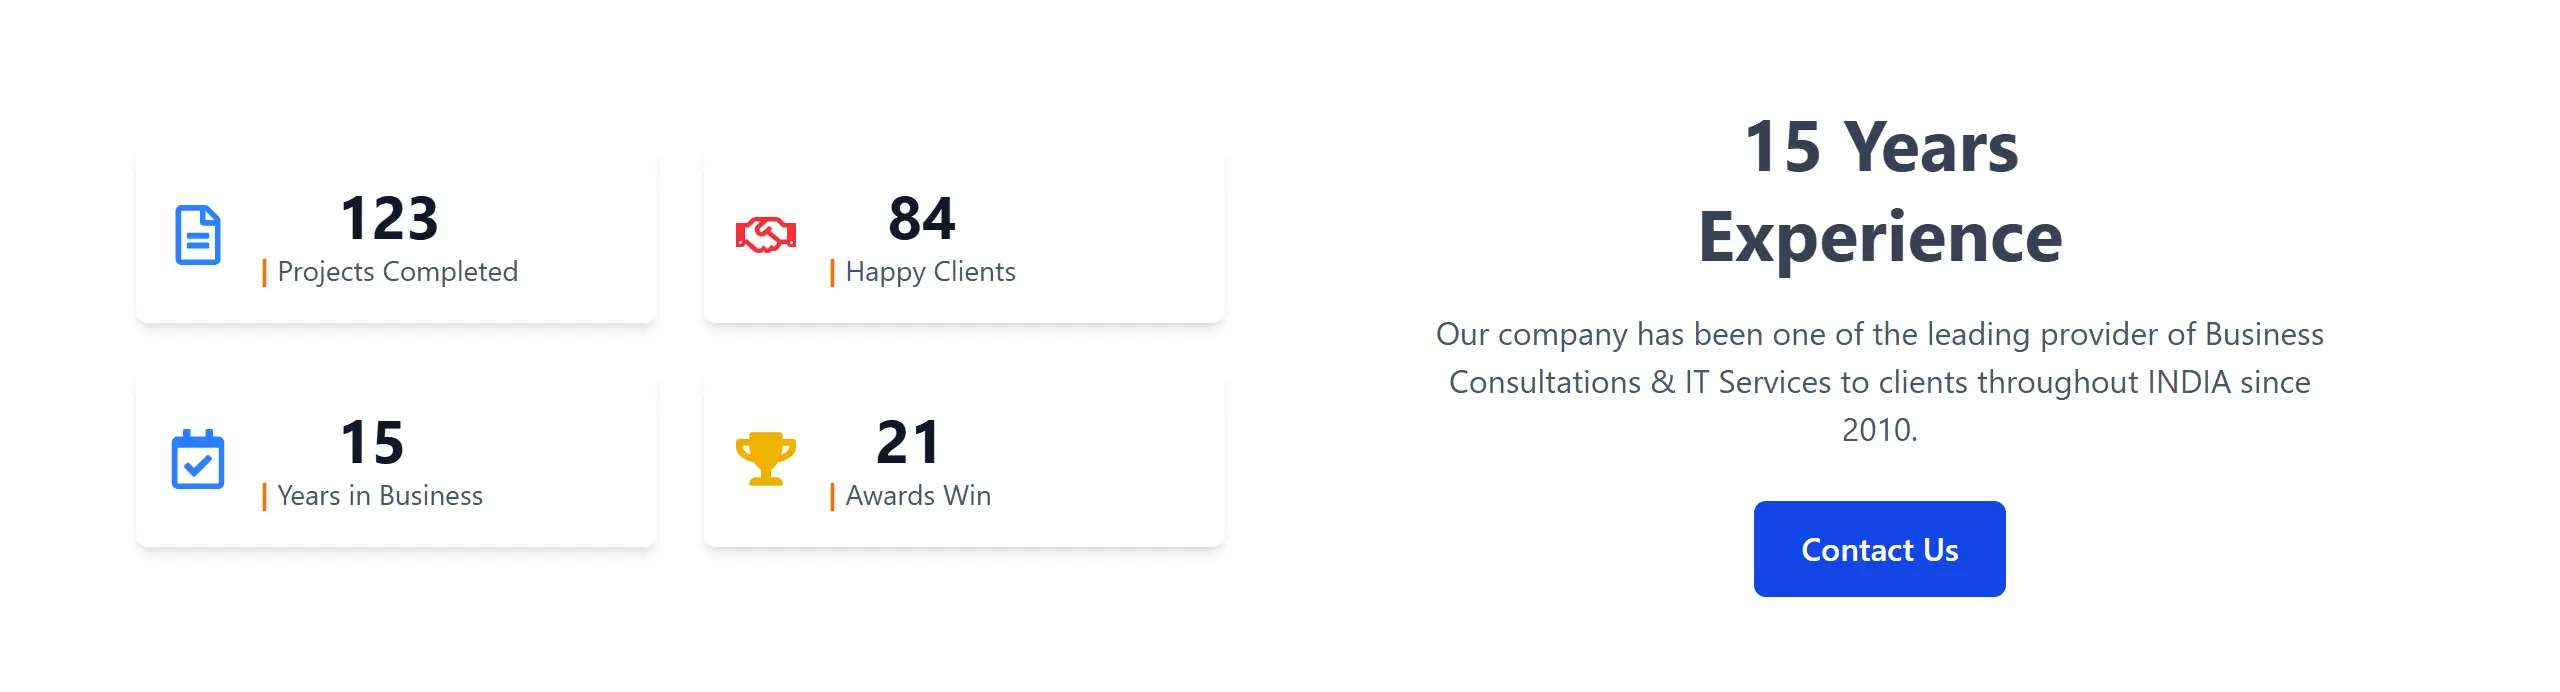 123
| Projects Completed
84
| Happy Clients
15
| Years in Business
21
| Awards Win
15 Years
Experience
Our company has been one of the leading provider of Business
Consultations & IT Services to clients throughout INDIA since
2010.
Contact Us